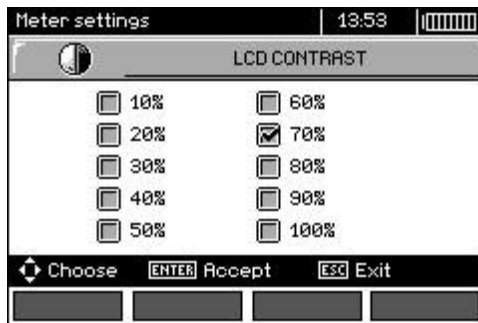 Meter settings 13:53
LCD CONTRAST
10% 60%
20% 70%
30% 80%
40% 90%
50% 100%
Choose ENTER Accept ESC Exit